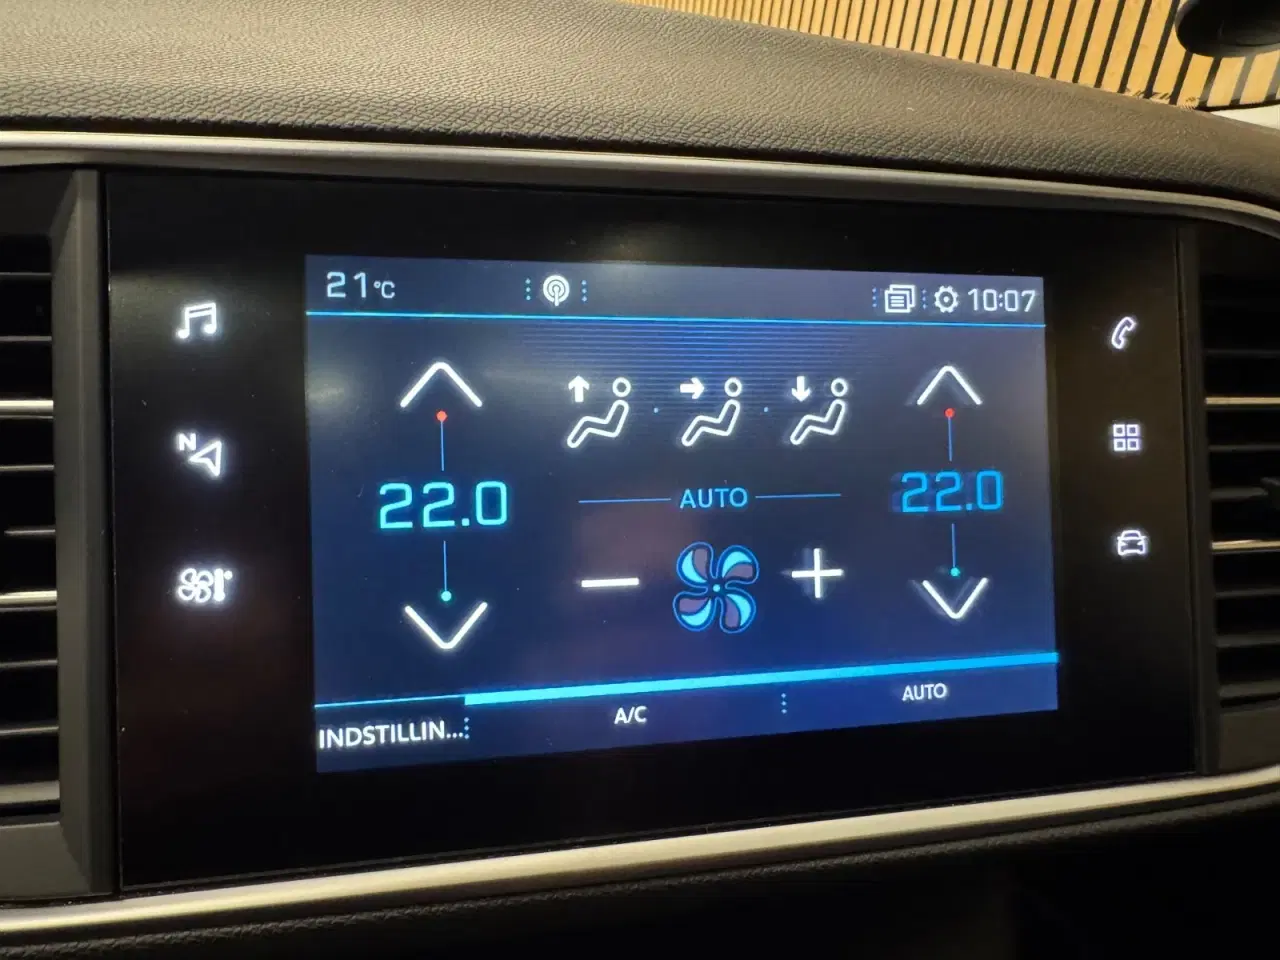 21°C
10:07
N
22.0
22.0
AUTO
INDSTILLIN...
A/C
AUTO